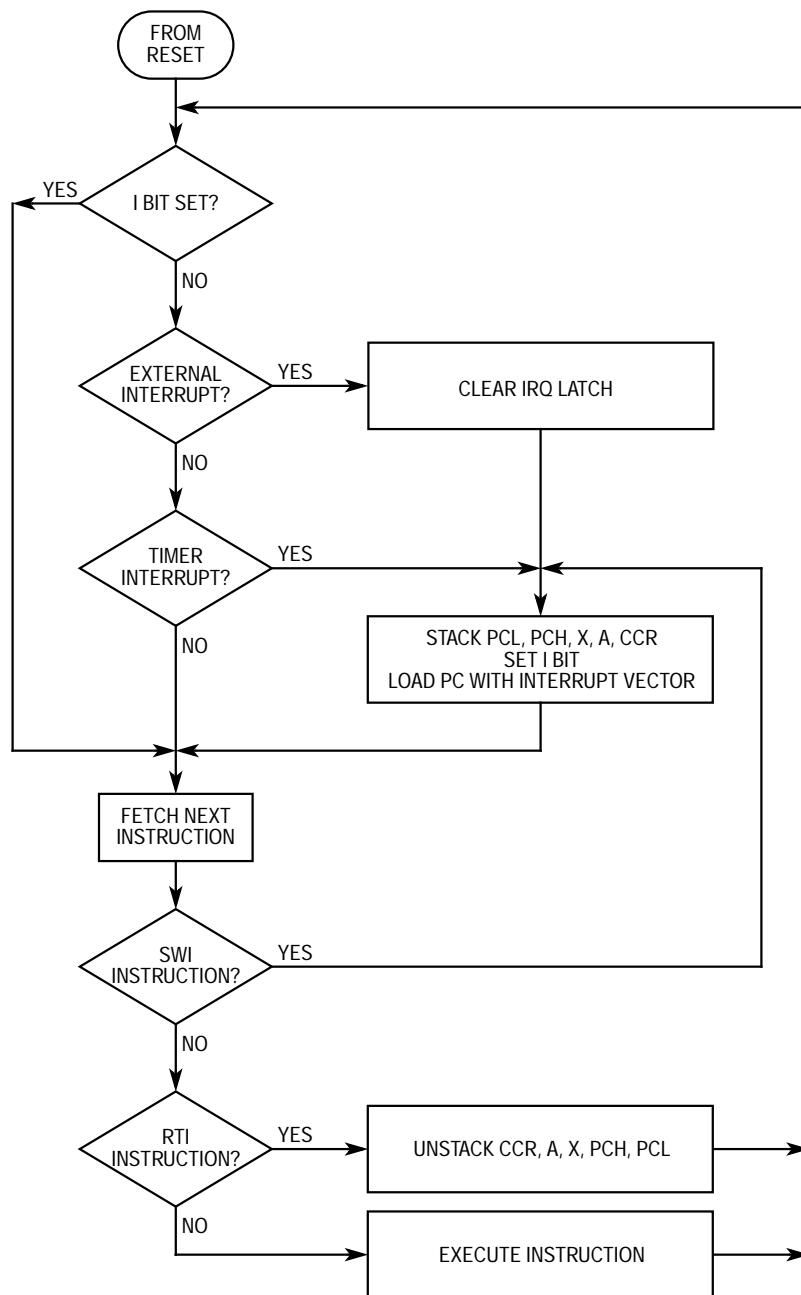 FROM
RESET
YES
I BIT SET?
NO
EXTERNAL
INTERRUPT?
YES
CLEAR IRQ LATCH
NO
TIMER
INTERRUPT?
YES
NO
STACK PCL, PCH, X, A, CCR
SET I BIT
LOAD PC WITH INTERRUPT VECTOR
FETCH NEXT
INSTRUCTION
SWI
INSTRUCTION?
YES
NO
RTI
INSTRUCTION?
YES
UNSTACK CCR, A, X, PCH, PCL
NO
EXECUTE INSTRUCTION